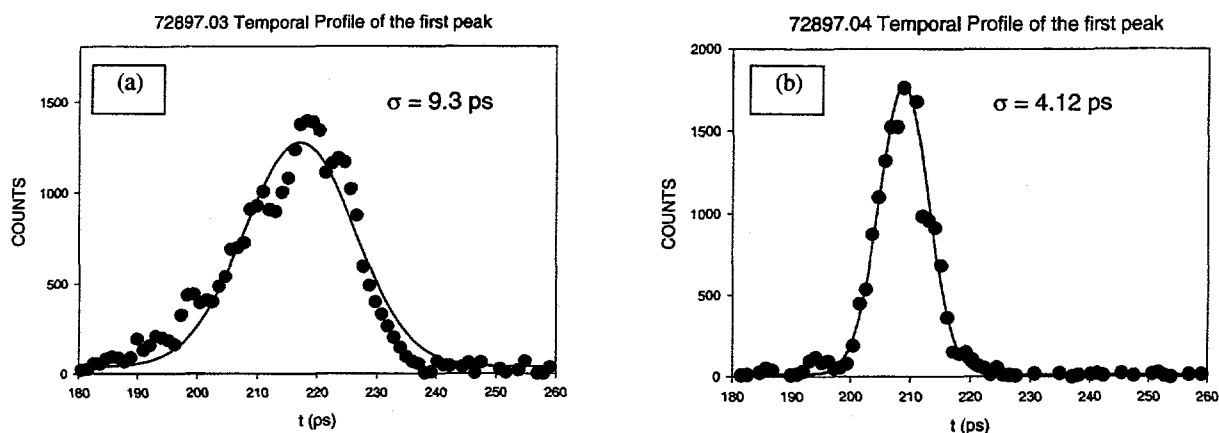 72897.03 Temporal Profile of the first peak
(a)
σ = 9.3 ps
COUNTS
1500
1000
500
0
180 190 200 210 220 230 240 250 260
t (ps)
72897.04 Temporal Profile of the first peak
(b)
σ = 4.12 ps
COUNTS
2000
1500
1000
500
0
180 190 200 210 220 230 240 250 260
t (ps)